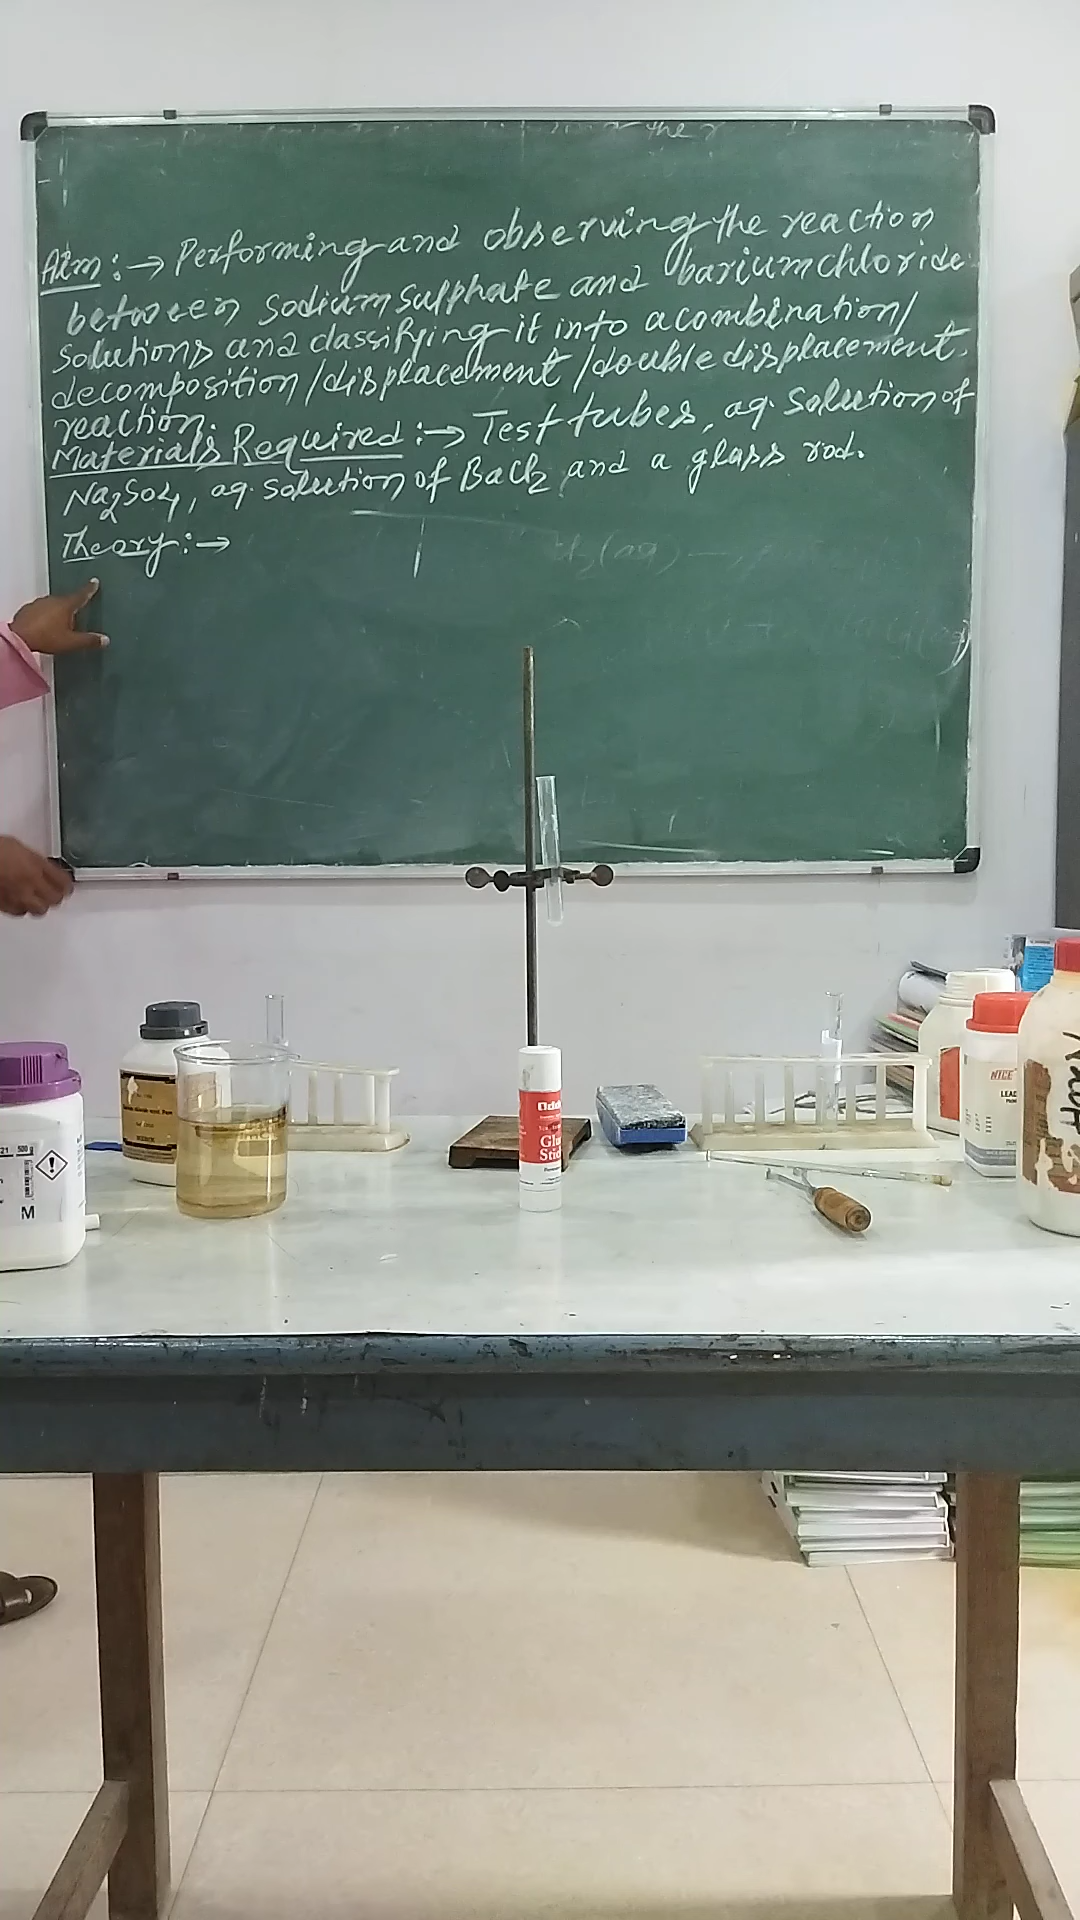 Aim :→ Performing and observing the reaction
between sodium sulphate and barium chloride
solutions and classifying it into a combination/
decomposition/displacement/double displacement
reaction.
Materials Required :→ Test tubes, aq. solution of
Na2SO4, aq. solution of BaCl2 and a glass rod.
Theory :→
Glue
Stic
NICE
LEAD
M
500 g